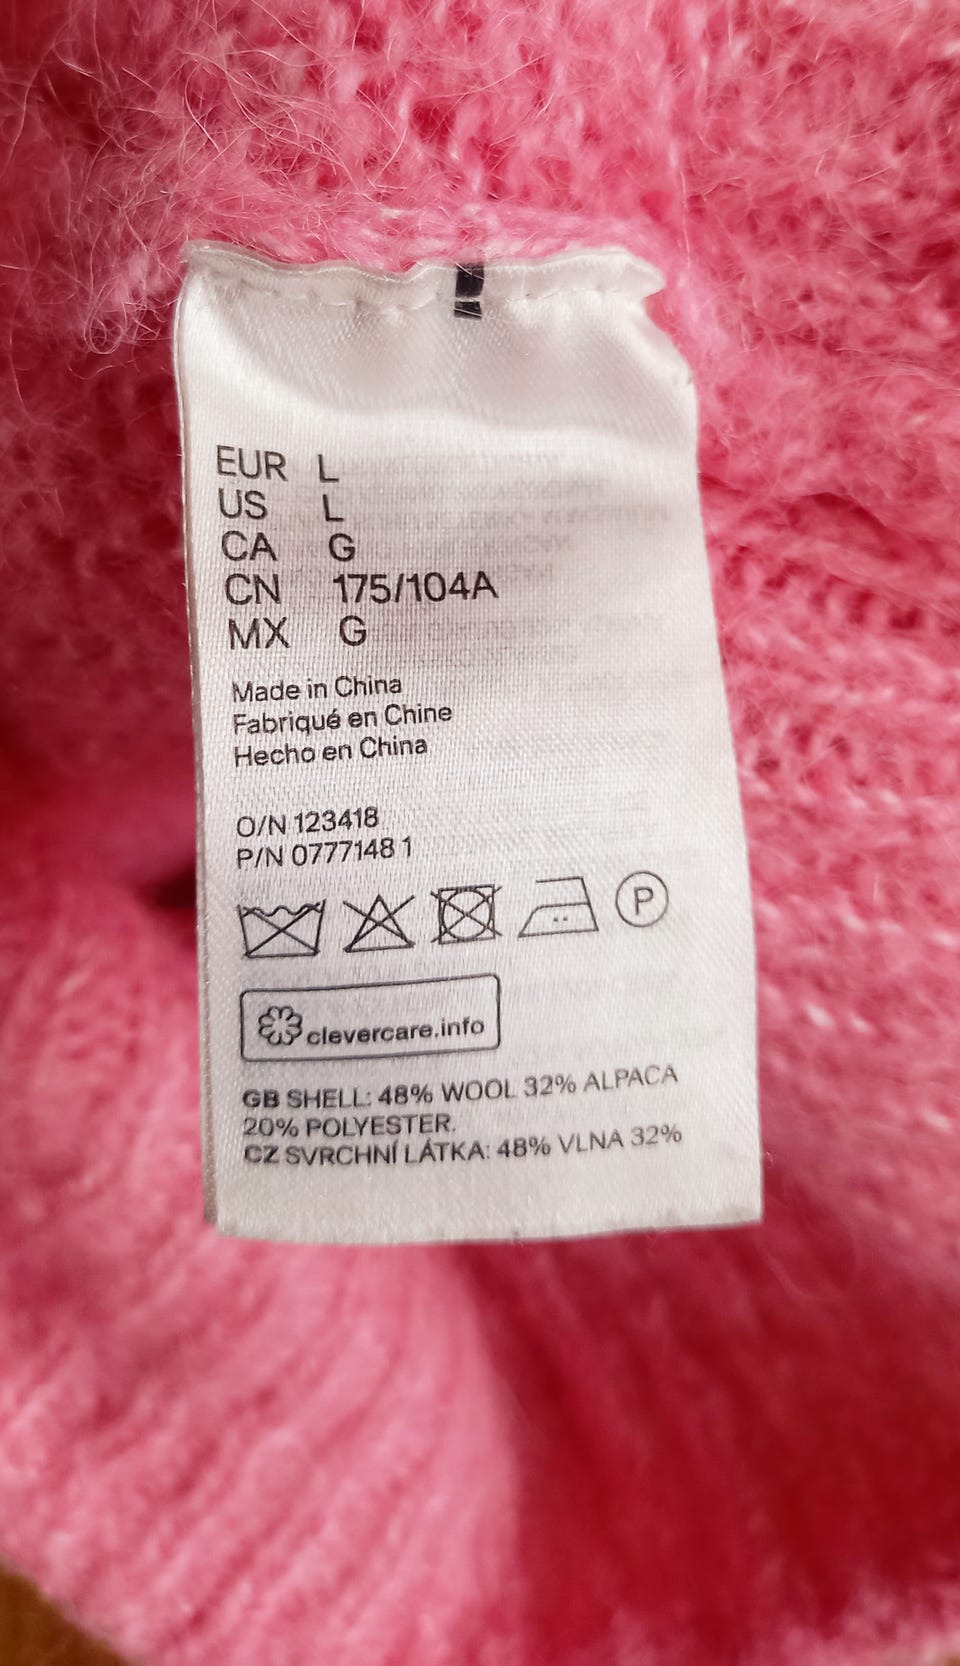 EUR L
US L
CA G
CN 175/104A
MX G
Made in China
Fabriqué en Chine
Hecho en China
O/N 123418
P/N 0777148 1
P
clevercare.info
GB SHELL: 48% WOOL 32% ALPACA
20% POLYESTER.
CZ SVRCHNÍ LÁTKA: 48% VLNA 32%